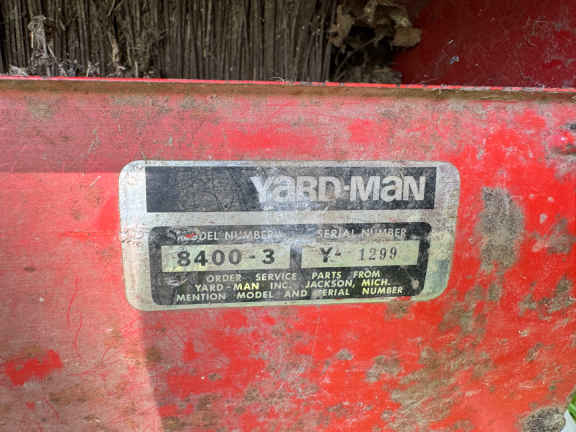 YARD-MAN
MODEL NUMBER SERIAL NUMBER
8400-3 Y- 1299
ORDER SERVICE PARTS FROM
YARD-MAN INC. JACKSON, MICH.
MENTION MODEL AND SERIAL NUMBER